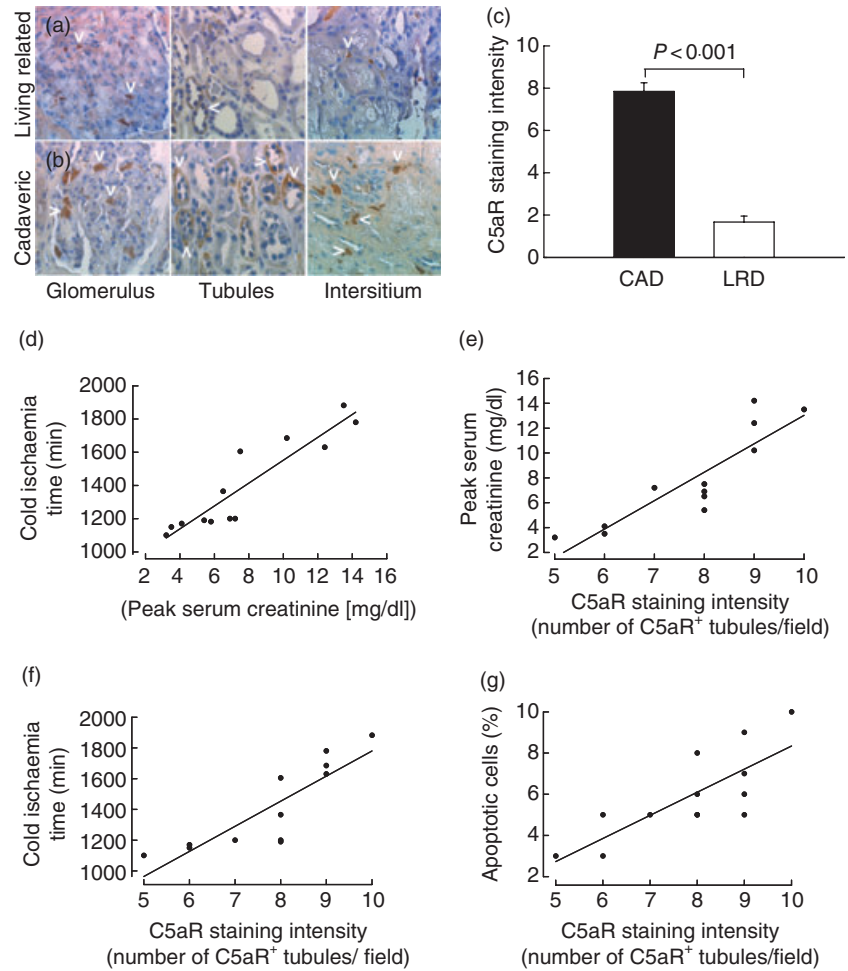 (a)
Living related
(b)
Cadaveric
Glomerulus
Tubules
Intersitium
(c)
C5aR staining intensity
10
8
6
4
2
0
P < 0·001
CAD
LRD
(d)
Cold ischaemia
time (min)
2000
1800
1600
1400
1200
1000
2 4 6 8 10 12 14 16
(Peak serum creatinine [mg/dl])
(e)
Peak serum
creatinine (mg/dl)
16
14
12
10
8
6
4
2
5 6 7 8 9 10
C5aR staining intensity
(number of C5aR⁺ tubules/field)
(f)
Cold ischaemia
time (min)
2000
1800
1600
1400
1200
1000
5 6 7 8 9 10
C5aR staining intensity
(number of C5aR⁺ tubules/ field)
(g)
Apoptotic cells (%)
10
8
6
4
2
5 6 7 8 9 10
C5aR staining intensity
(number of C5aR⁺ tubules/field)